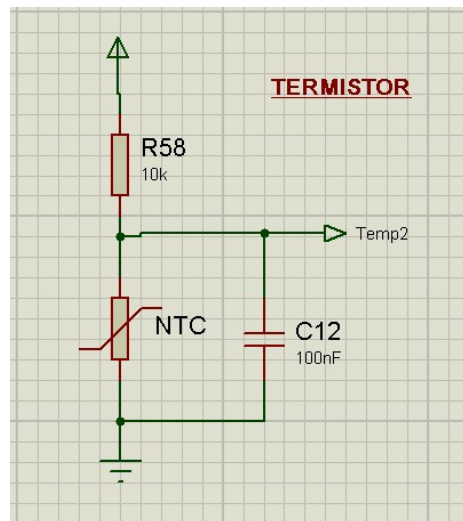 TERMISTOR
R58
10k
Temp2
NTC
C12
100nF